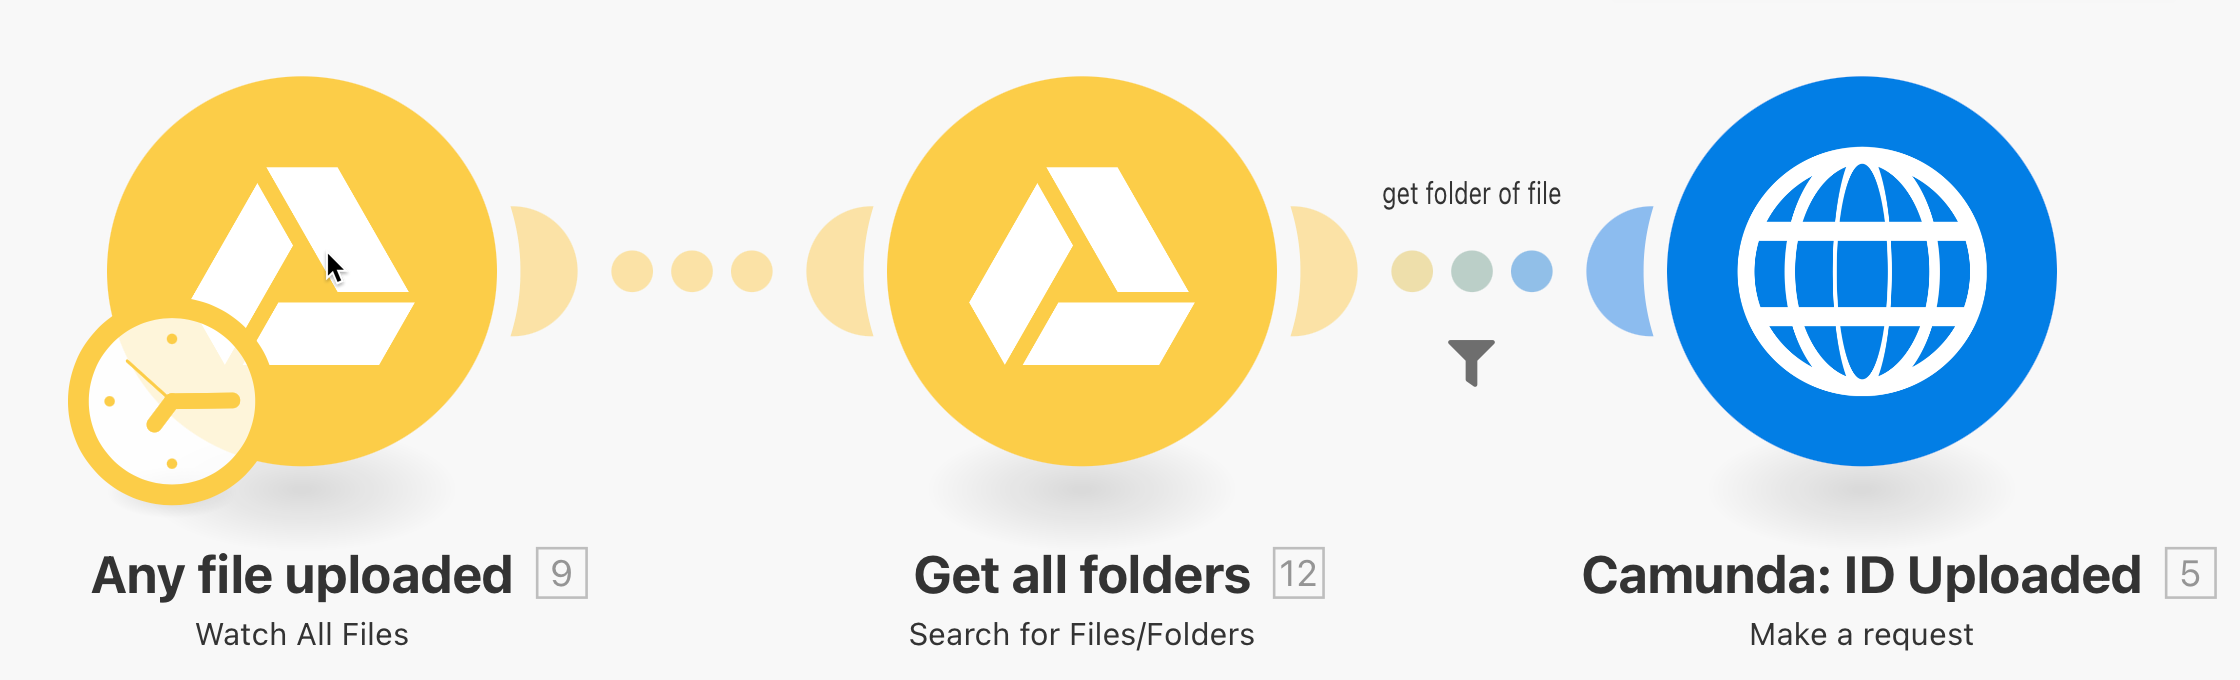 get folder of file
Any file uploaded 9
Watch All Files
Get all folders 12
Search for Files/Folders
Camunda: ID Uploaded 5
Make a request